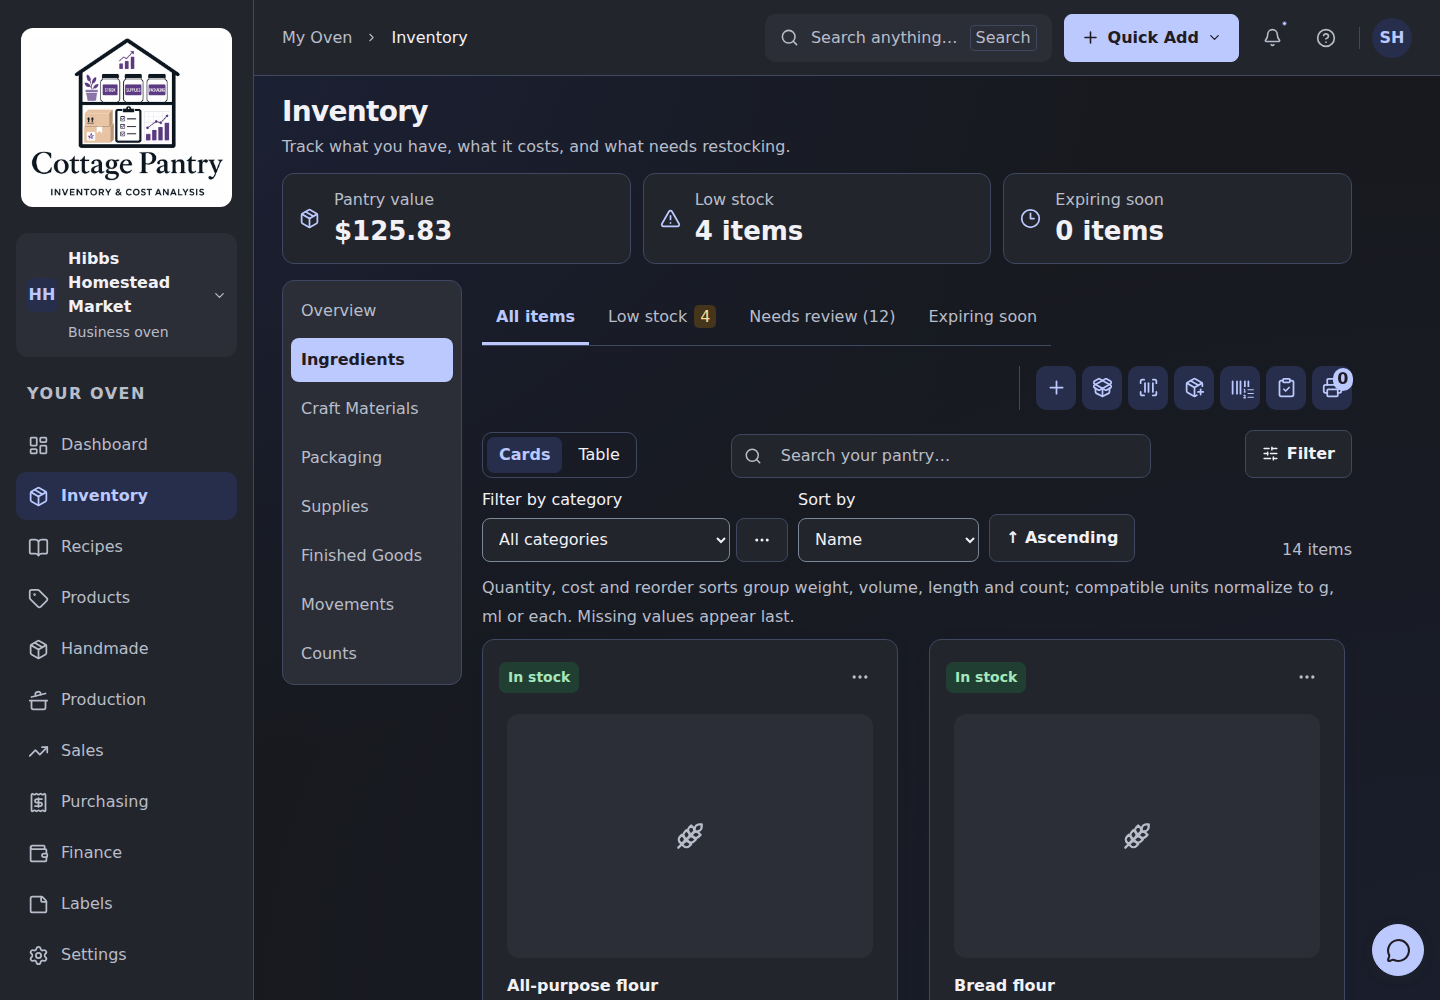 STOCK
SUPPLIES
PACKAGING
Cottage Pantry
INVENTORY & COST ANALYSIS
HH
Hibbs
Homestead
Market
Business oven
YOUR OVEN
Dashboard
Inventory
Recipes
Products
Handmade
Production
Sales
Purchasing
Finance
Labels
Settings
My Oven > Inventory
Search anything… Search
+ Quick Add
SH
Inventory
Track what you have, what it costs, and what needs restocking.
Pantry value
$125.83
Low stock
4 items
Expiring soon
0 items
Overview
Ingredients
Craft Materials
Packaging
Supplies
Finished Goods
Movements
Counts
All items
Low stock 4
Needs review (12)
Expiring soon
0
Cards
Table
Search your pantry…
Filter
Filter by category
Sort by
All categories
···
Name
↑ Ascending
14 items
Quantity, cost and reorder sorts group weight, volume, length and count; compatible units normalize to g,
ml or each. Missing values appear last.
In stock
In stock
All-purpose flour
Bread flour